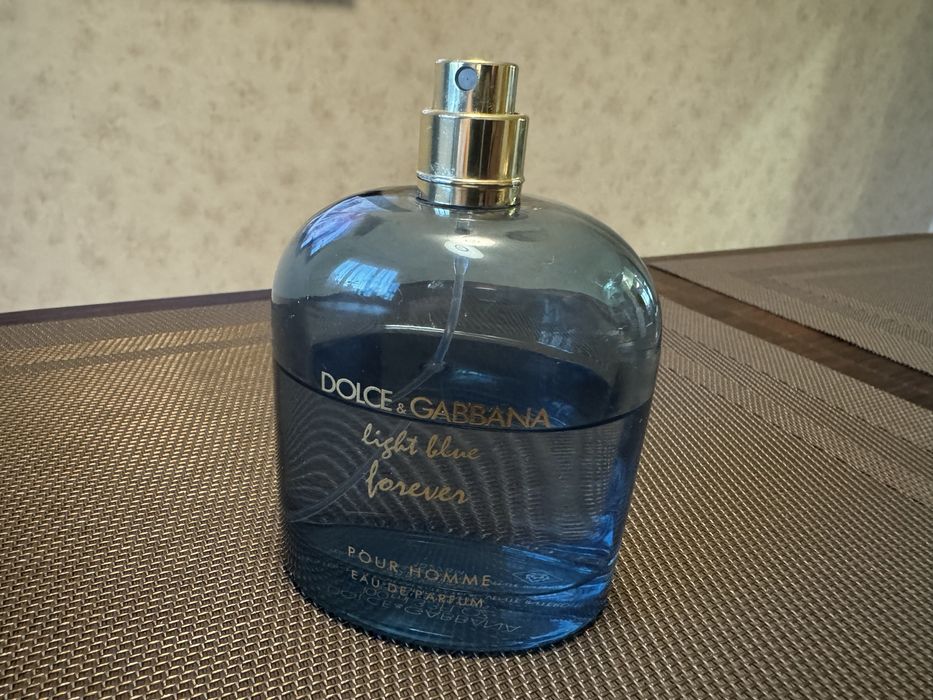 DOLCE & GABBANA
light blue
forever
POUR HOMME
EAU DE PARFUM